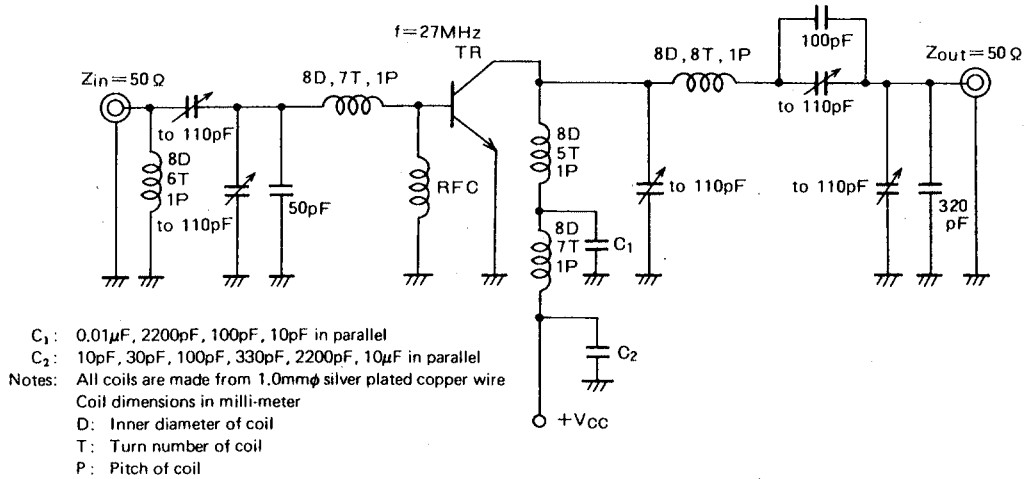 f=27MHz
TR
Zin=50Ω
8D, 7T, 1P
to 110pF
8D
6T
1P
to 110pF
50pF
RFC
8D
5T
1P
8D
7T
1P
C1
C2
+VCC
to 110pF
8D, 8T, 1P
100pF
to 110pF
Zout=50Ω
to 110pF
320
pF
C1: 0.01μF, 2200pF, 100pF, 10pF in parallel
C2: 10pF, 30pF, 100pF, 330pF, 2200pF, 10μF in parallel
Notes: All coils are made from 1.0mmφ silver plated copper wire
Coil dimensions in milli-meter
D: Inner diameter of coil
T: Turn number of coil
P: Pitch of coil